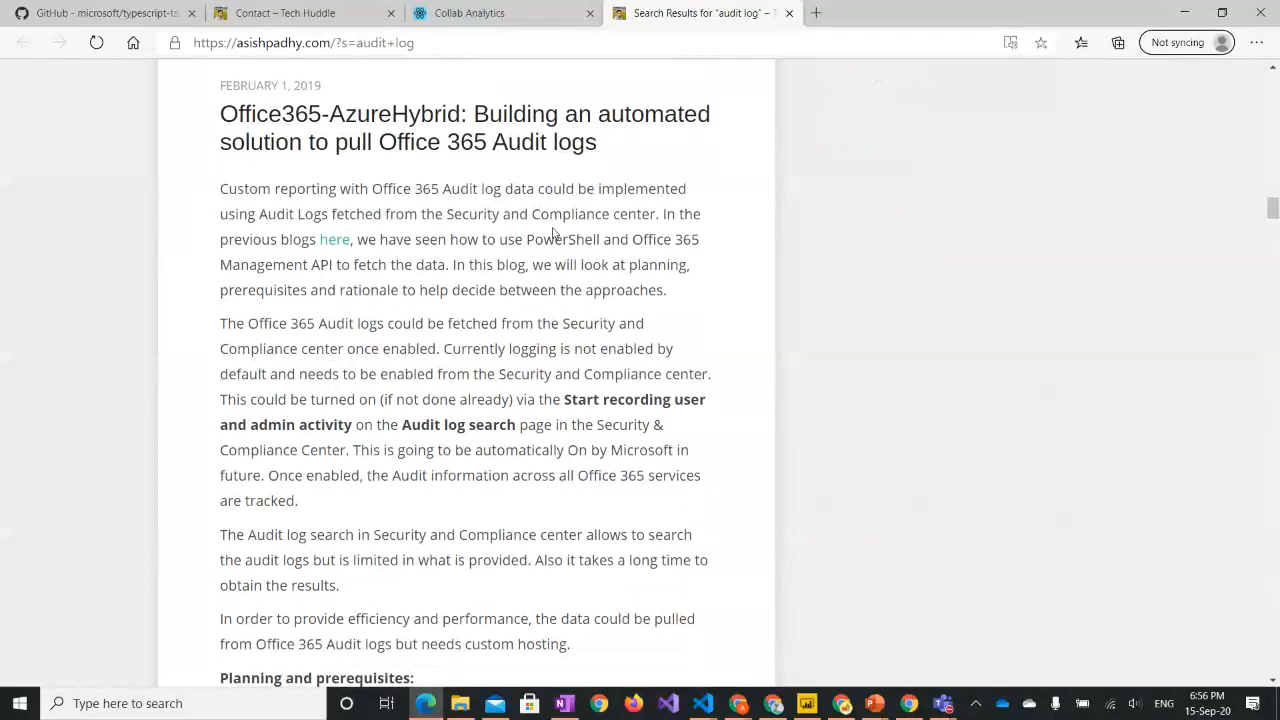 GitHub - microsoft/typescript-ts
Contact – Tech Huddle
Collab Analytics
Search Results for "audit log" – T
https://asishpadhy.com/?s=audit+log
Not syncing
FEBRUARY 1, 2019
Office365-AzureHybrid: Building an automated
solution to pull Office 365 Audit logs
Custom reporting with Office 365 Audit log data could be implemented
using Audit Logs fetched from the Security and Compliance center. In the
previous blogs here, we have seen how to use PowerShell and Office 365
Management API to fetch the data. In this blog, we will look at planning,
prerequisites and rationale to help decide between the approaches.
The Office 365 Audit logs could be fetched from the Security and
Compliance center once enabled. Currently logging is not enabled by
default and needs to be enabled from the Security and Compliance center.
This could be turned on (if not done already) via the Start recording user
and admin activity on the Audit log search page in the Security &
Compliance Center. This is going to be automatically On by Microsoft in
future. Once enabled, the Audit information across all Office 365 services
are tracked.
The Audit log search in Security and Compliance center allows to search
the audit logs but is limited in what is provided. Also it takes a long time to
obtain the results.
In order to provide efficiency and performance, the data could be pulled
from Office 365 Audit logs but needs custom hosting.
Planning and prerequisites:
Type here to search
6:56 PM
15-Sep-20